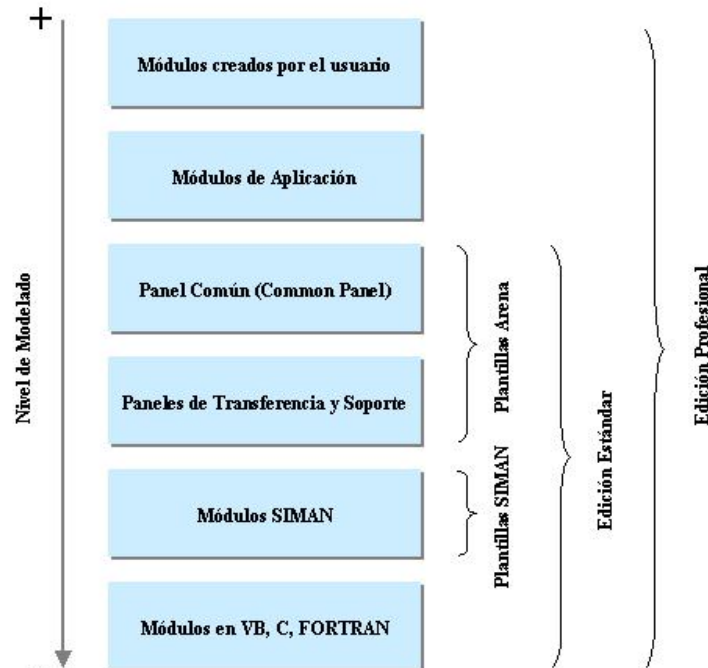 +
Módulos creados por el usuario
Módulos de Aplicación
Panel Común (Common Panel)
Paneles de Transferencia y Soporte
Módulos SIMAN
Módulos en VB, C, FORTRAN
Nivel de Modelado
Plantillas Arena
Plantillas SIMAN
Edición Estándar
Edición Profesional